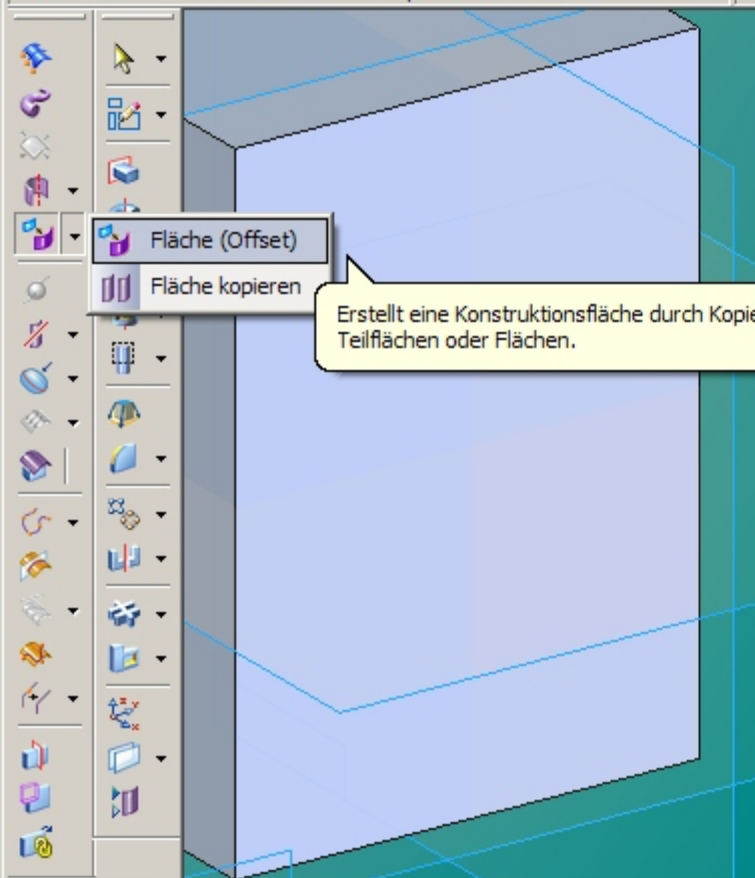 Fläche (Offset)
Fläche kopieren
Erstellt eine Konstruktionsfläche durch
Teilflächen oder Flächen.